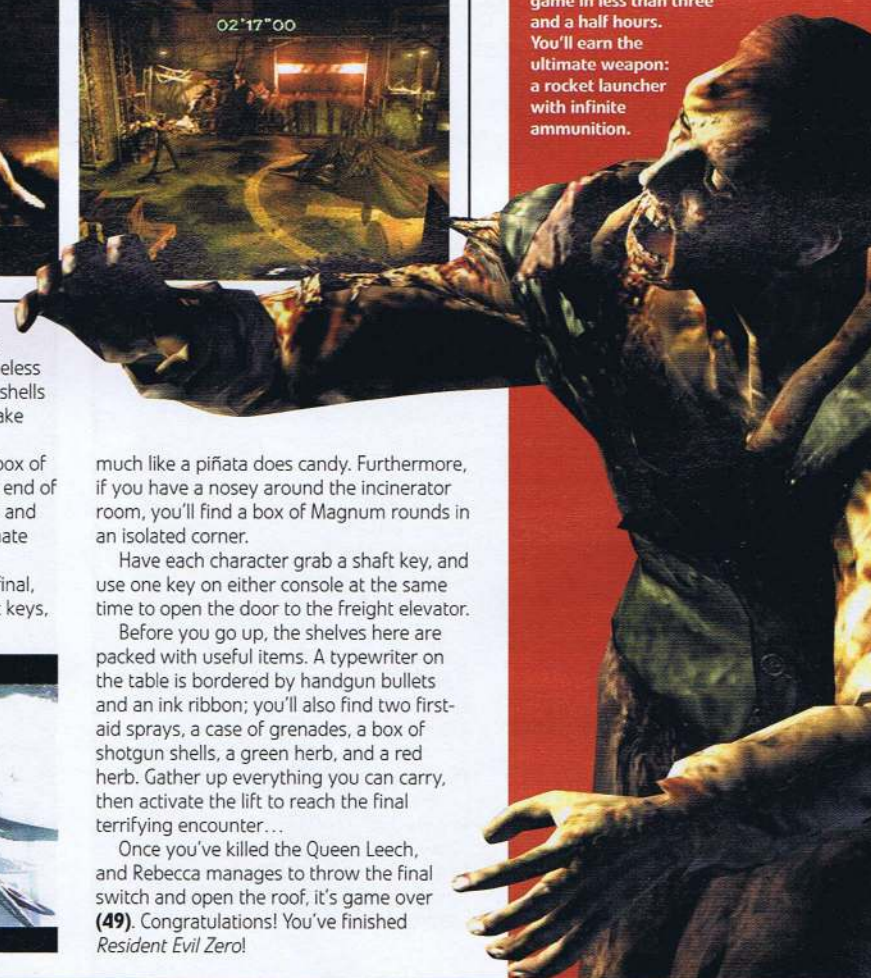 02'17"00
game in less than three
and a half hours.
You'll earn the
ultimate weapon:
a rocket launcher
with infinite
ammunition.
eless
shells
ake
box of
end of
and
ate
final,
keys,
much like a piñata does candy. Furthermore,
if you have a nosey around the incinerator
room, you'll find a box of Magnum rounds in
an isolated corner.
Have each character grab a shaft key, and
use one key on either console at the same
time to open the door to the freight elevator.
Before you go up, the shelves here are
packed with useful items. A typewriter on
the table is bordered by handgun bullets
and an ink ribbon; you'll also find two first-
aid sprays, a case of grenades, a box of
shotgun shells, a green herb, and a red
herb. Gather up everything you can carry,
then activate the lift to reach the final
terrifying encounter…
Once you've killed the Queen Leech,
and Rebecca manages to throw the final
switch and open the roof, it's game over
(49). Congratulations! You've finished
Resident Evil Zero!